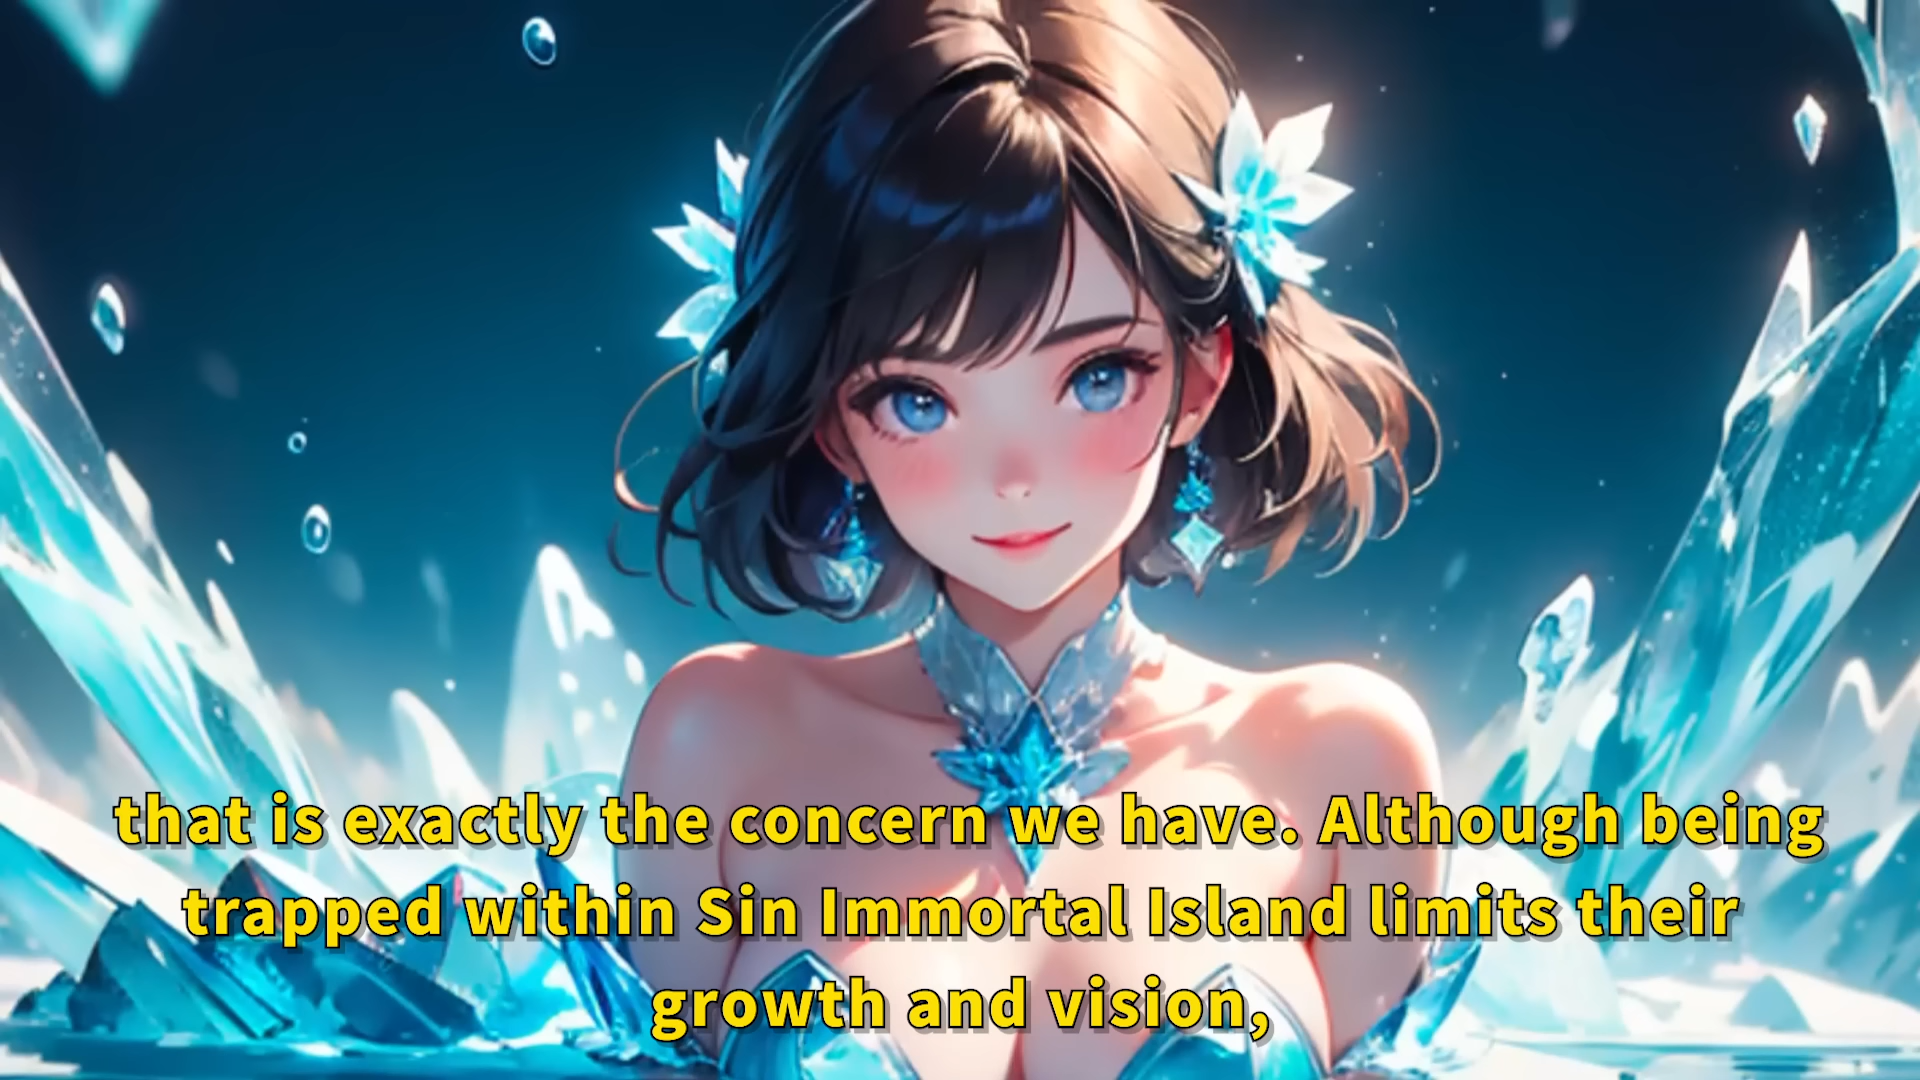 that is exactly the concern we have. Although being
trapped within Sin Immortal Island limits their
growth and vision,